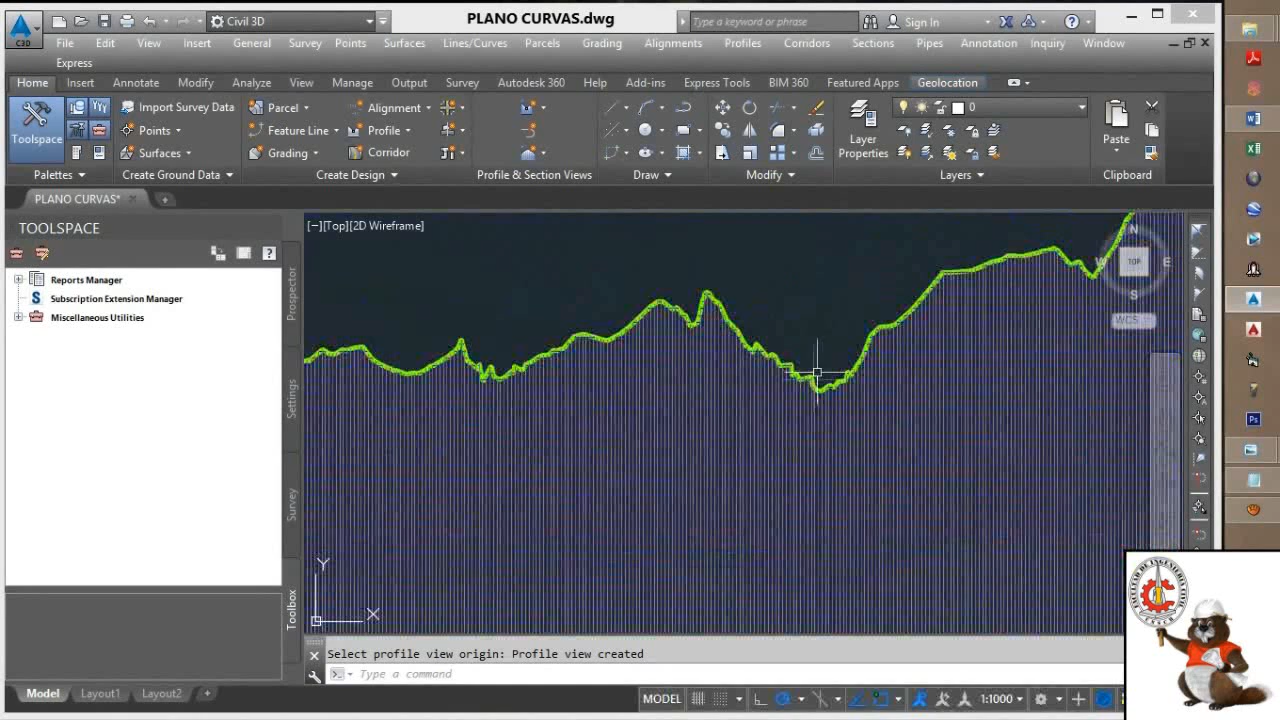 Civil 3D
PLANO CURVAS.dwg
Type a keyword or phrase
Sign In
C3D
File Edit View Insert General Survey Points Surfaces Lines/Curves Parcels Grading Alignments Profiles Corridors Sections Pipes Annotation Inquiry Window
Express
Home Insert Annotate Modify Analyze View Manage Output Survey Autodesk 360 Help Add-ins Express Tools BIM 360 Featured Apps Geolocation
Import Survey Data Parcel Alignment 0
Toolspace Points Feature Line Profile Layer Properties Paste
Surfaces Grading Corridor
Palettes Create Ground Data Create Design Profile & Section Views Draw Modify Layers Clipboard
PLANO CURVAS*
TOOLSPACE
[−][Top][2D Wireframe]
N
W TOP E
S
WCS
Reports Manager
Subscription Extension Manager
Miscellaneous Utilities
Prospector
Settings
Survey
Toolbox
Y
X
Select profile view origin: Profile view created
Type a command
Model Layout1 Layout2 +
MODEL 1:1000
Ps